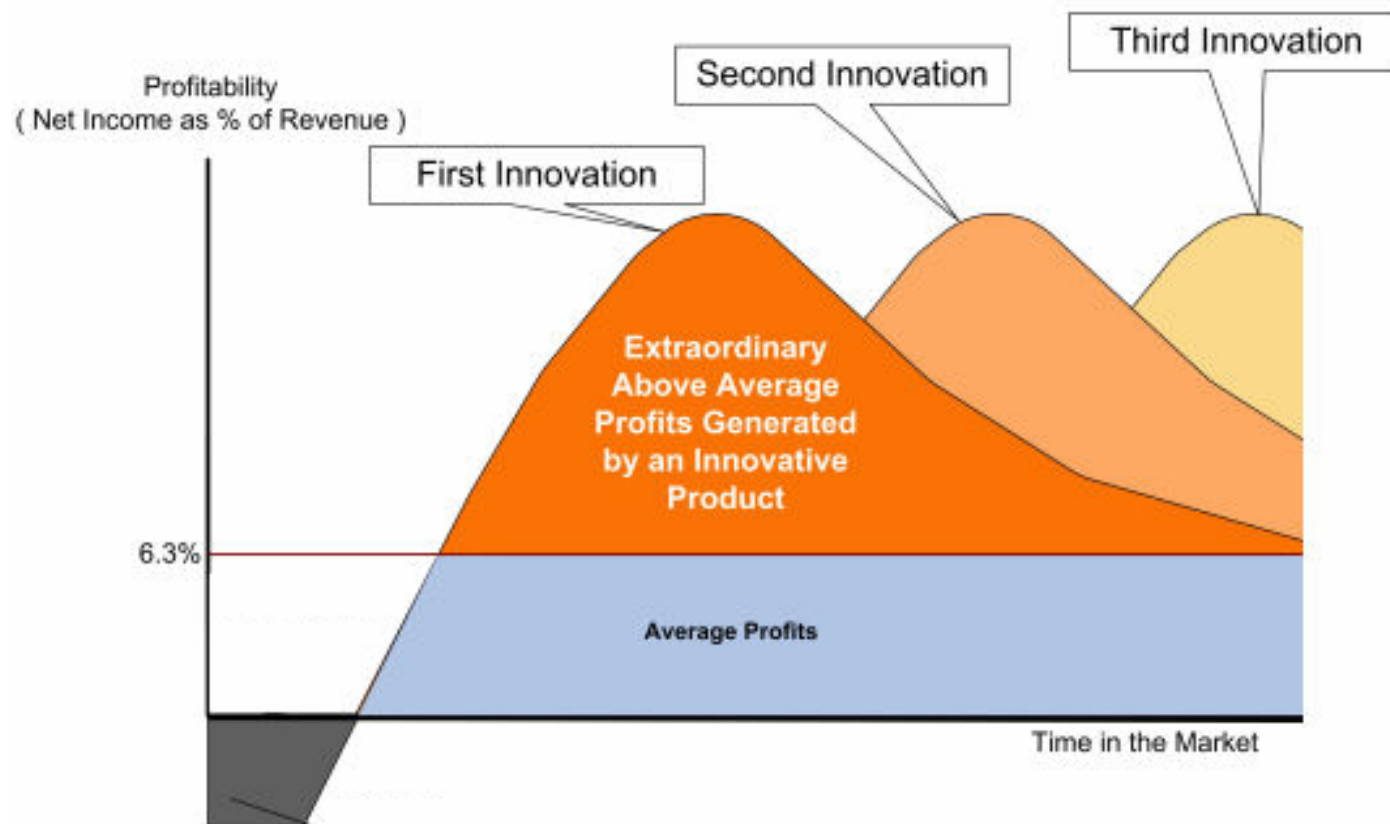 Third Innovation
Second Innovation
Profitability
( Net Income as % of Revenue )
First Innovation
Extraordinary
Above Average
Profits Generated
by an Innovative
Product
6.3%
Average Profits
Time in the Market